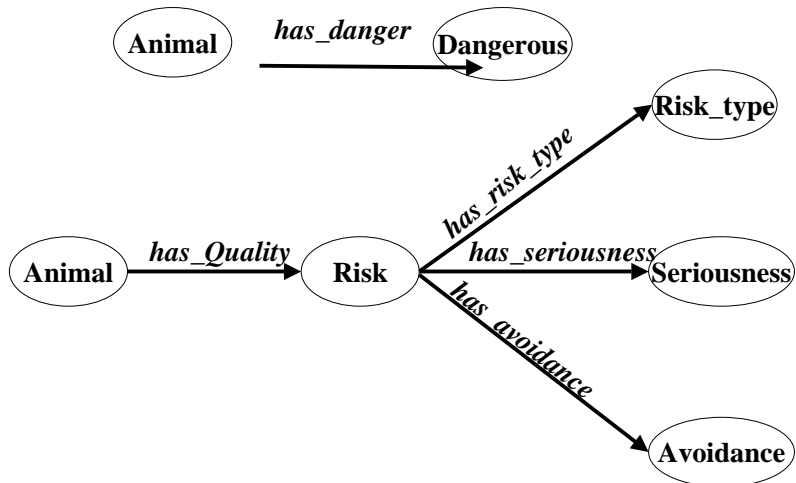 Animal
has_danger
Dangerous
Risk_type
has_risk_type
Animal
has_Quality
Risk
has_seriousness
Seriousness
has_avoidance
Avoidance